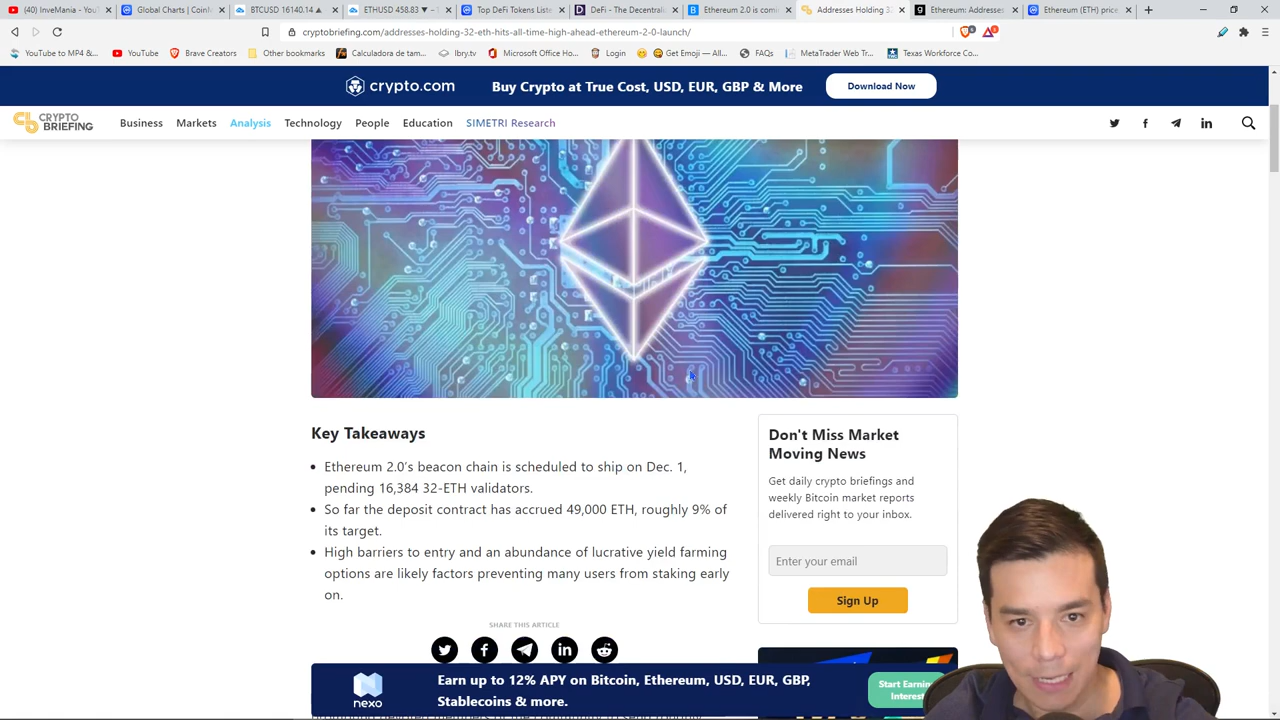 (40) InveMania - You
Global Charts | CoinM
BTCUSD 16140.14 ▲
ETHUSD 458.83 ▼
Top DeFi Tokens Liste
DeFi - The Decentrali
Ethereum 2.0 is comi
Addresses Holding 32
Ethereum: Addresses
Ethereum (ETH) price
cryptobriefing.com/addresses-holding-32-eth-hits-all-time-high-ahead-ethereum-2-0-launch/
YouTube to MP4 &...
YouTube
Brave Creators
Other bookmarks
Calculadora de tam...
lbry.tv
Microsoft Office Ho...
Login
Get Emoji — All...
FAQs
MetaTrader Web Tr...
Texas Workforce Co...
crypto.com
Buy Crypto at True Cost, USD, EUR, GBP & More
Download Now
CRYPTO
BRIEFING
Business Markets Analysis Technology People Education SIMETRI Research
Key Takeaways
• Ethereum 2.0's beacon chain is scheduled to ship on Dec. 1,
pending 16,384 32-ETH validators.
• So far the deposit contract has accrued 49,000 ETH, roughly 9% of
its target.
• High barriers to entry and an abundance of lucrative yield farming
options are likely factors preventing many users from staking early
on.
SHARE THIS ARTICLE
Don't Miss Market
Moving News
Get daily crypto briefings and
weekly Bitcoin market reports
delivered right to your inbox.
Enter your email
Sign Up
nexo
Earn up to 12% APY on Bitcoin, Ethereum, USD, EUR, GBP,
Stablecoins & more.
Start Earning
Interest